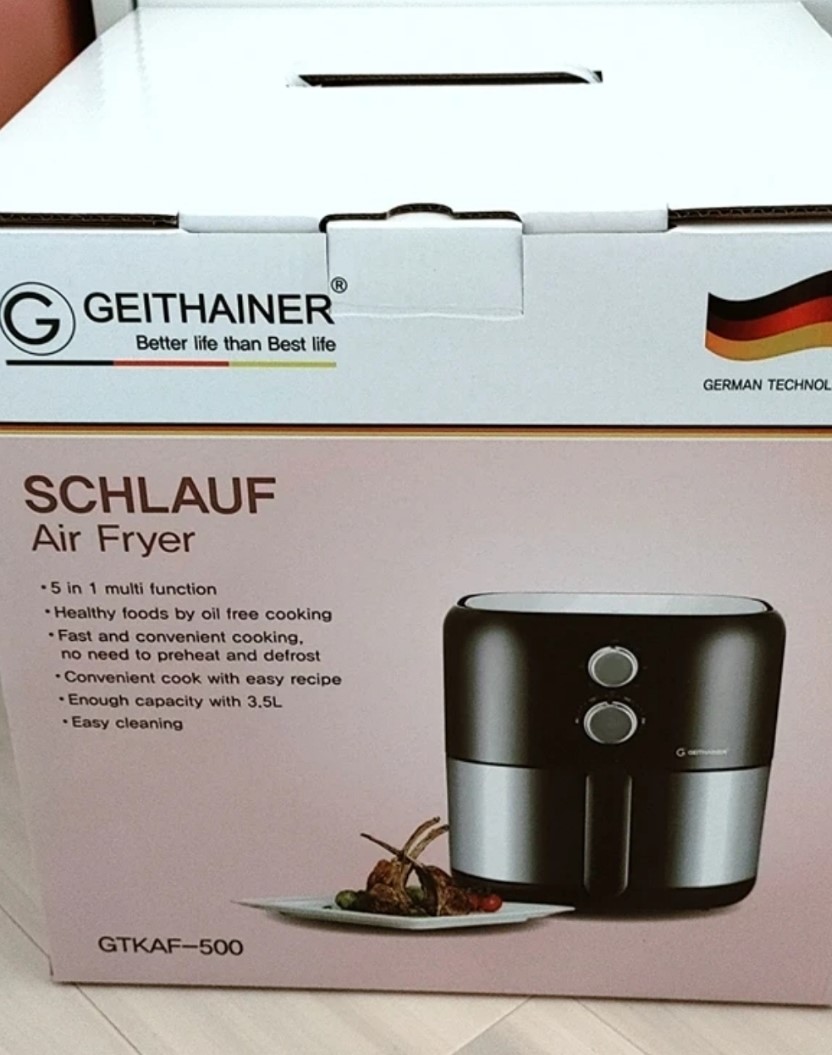 G GEITHAINER®
Better life than Best life
GERMAN TECHNOL
SCHLAUF
Air Fryer
• 5 in 1 multi function
• Healthy foods by oil free cooking
• Fast and convenient cooking,
no need to preheat and defrost
• Convenient cook with easy recipe
• Enough capacity with 3.5L
• Easy cleaning
G GEITHAINER
GTKAF-500